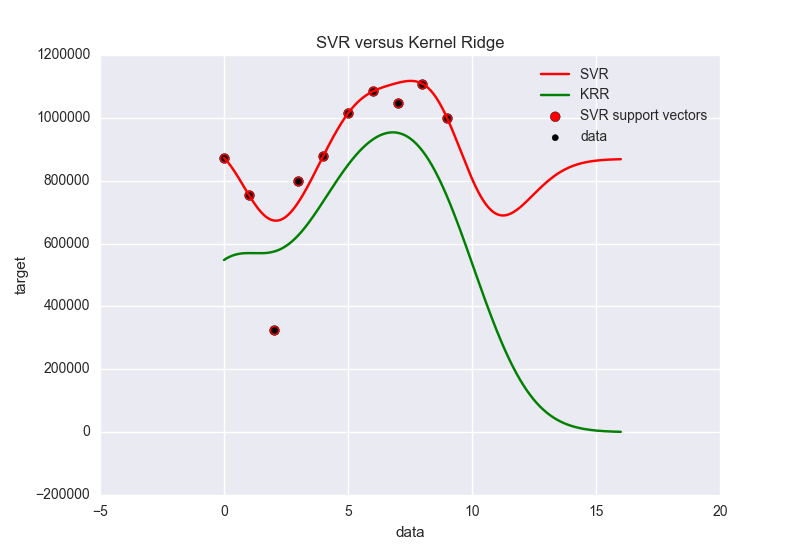 SVR versus Kernel Ridge
1200000
1000000
800000
600000
400000
200000
0
−200000
target
SVR
KRR
SVR support vectors
data
−5
0
5
10
15
20
data